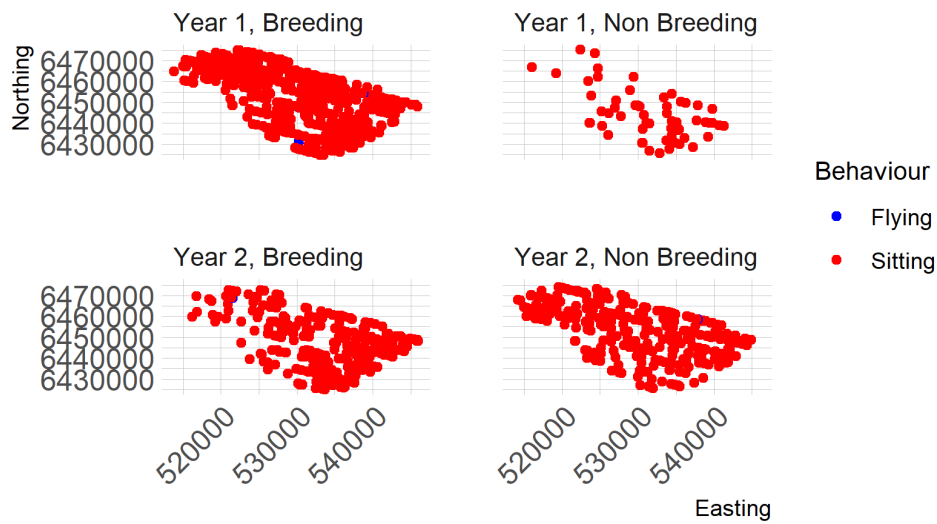 Year 1, Breeding
Year 1, Non Breeding
Northing
6470000
6460000
6450000
6440000
6430000
Behaviour
Flying
Sitting
Year 2, Breeding
Year 2, Non Breeding
6470000
6460000
6450000
6440000
6430000
520000
530000
540000
520000
530000
540000
Easting